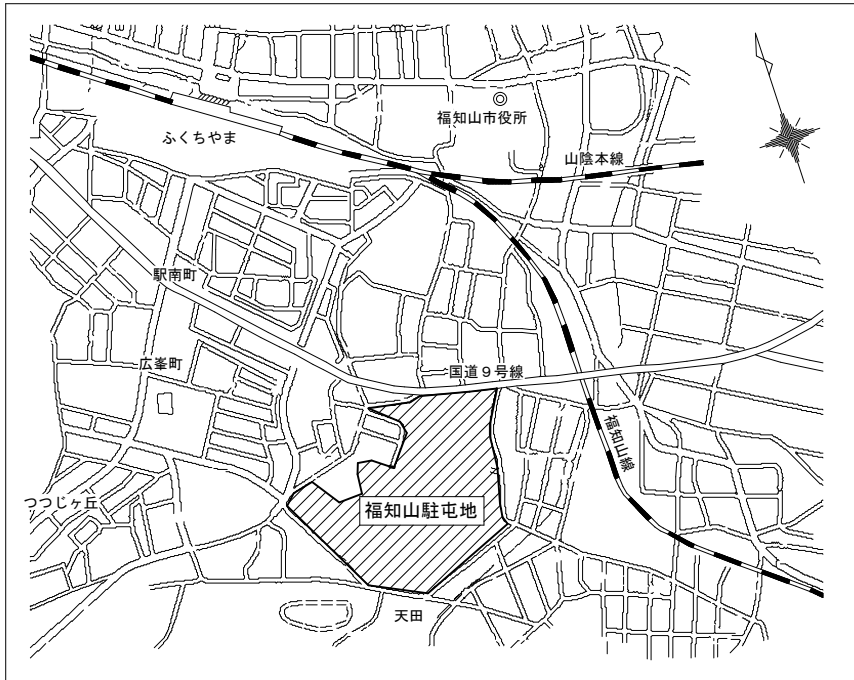 福知山市役所
ふくちやま
山陰本線
駅南町
広峯町
国道9号線
福知山線
つつじヶ丘
福知山駐屯地
天田